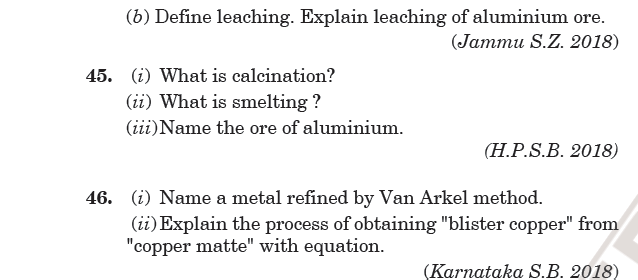 (b) Define leaching. Explain leaching of aluminium ore.
(Jammu S.Z. 2018)
45. (i) What is calcination?
(ii) What is smelting ?
(iii) Name the ore of aluminium.
(H.P.S.B. 2018)
46. (i) Name a metal refined by Van Arkel method.
(ii) Explain the process of obtaining "blister copper" from
"copper matte" with equation.
(Karnataka S.B. 2018)